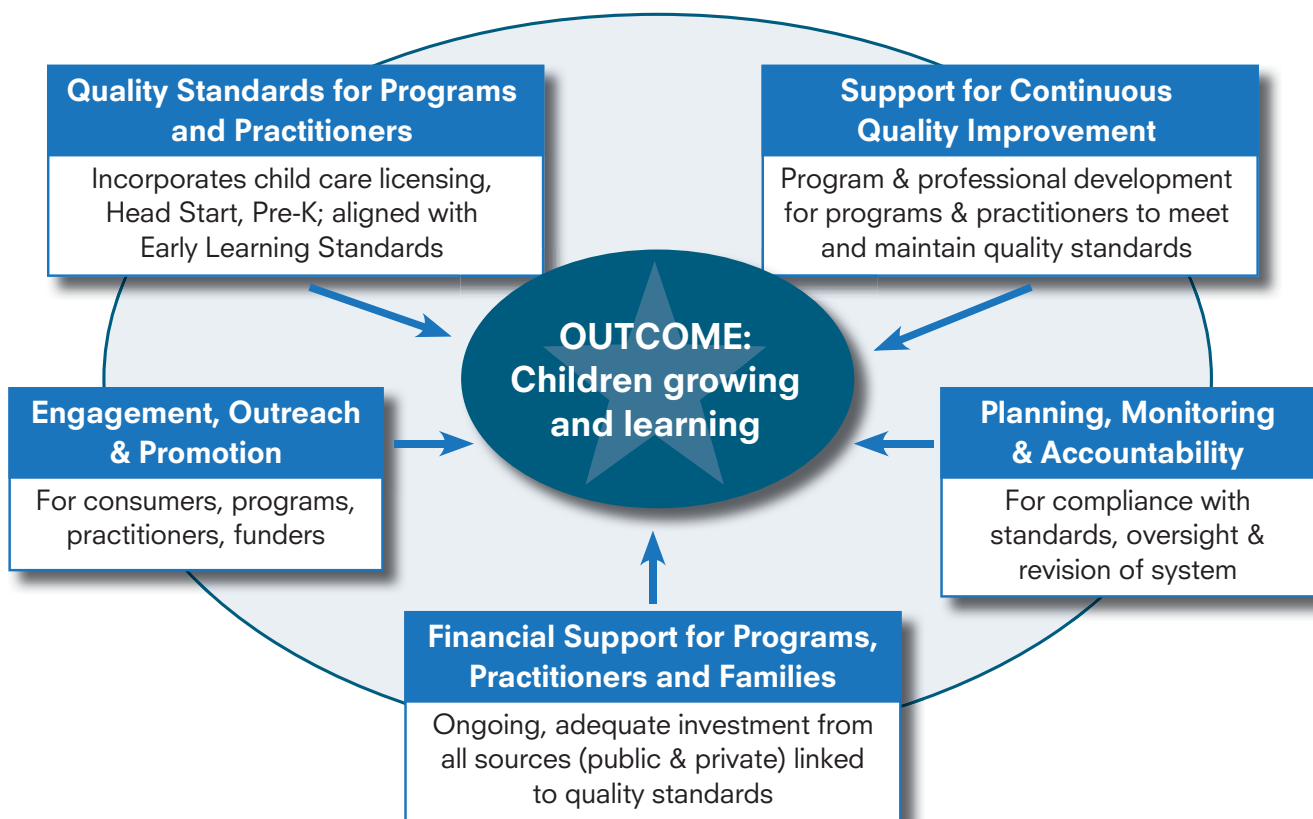 Quality Standards for Programs
and Practitioners
Incorporates child care licensing,
Head Start, Pre-K; aligned with
Early Learning Standards
Support for Continuous
Quality Improvement
Program & professional development
for programs & practitioners to meet
and maintain quality standards
OUTCOME:
Children growing
and learning
Engagement, Outreach
& Promotion
For consumers, programs,
practitioners, funders
Planning, Monitoring
& Accountability
For compliance with
standards, oversight &
revision of system
Financial Support for Programs,
Practitioners and Families
Ongoing, adequate investment from
all sources (public & private) linked
to quality standards